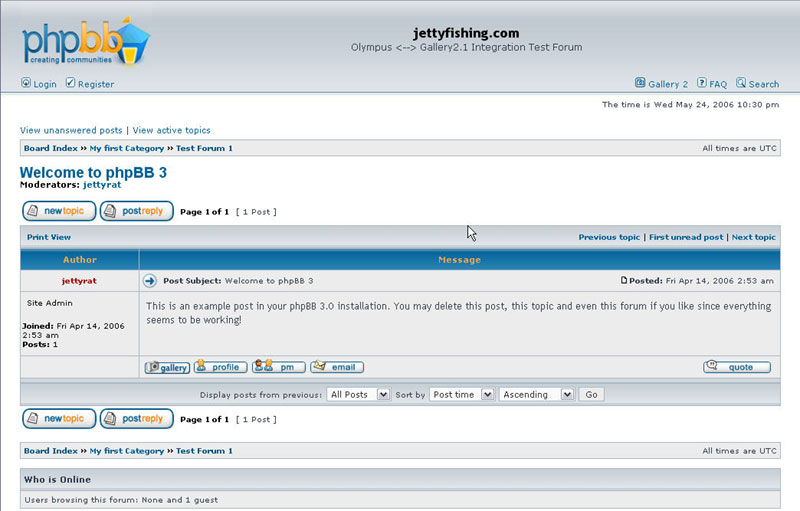 phpBB
creating communities
jettyfishing.com
Olympus <--> Gallery2.1 Integration Test Forum
Login Register
Gallery 2 FAQ Search
The time is Wed May 24, 2006 10:30 pm
View unanswered posts | View active topics
Board Index » My first Category » Test Forum 1 All times are UTC
Welcome to phpBB 3
Moderators: jettyrat
newtopic postreply Page 1 of 1 [ 1 Post ]
Print View Previous topic | First unread post | Next topic
Author Message
jettyrat Post Subject: Welcome to phpBB 3 Posted: Fri Apr 14, 2006 2:53 am
Site Admin
Joined: Fri Apr 14, 2006
2:53 am
Posts: 1
This is an example post in your phpBB 3.0 installation. You may delete this post, this topic and even this forum if you like since everything
seems to be working!
gallery profile pm email quote
Display posts from previous: All Posts Sort by Post time Ascending Go
newtopic postreply Page 1 of 1 [ 1 Post ]
Board Index » My first Category » Test Forum 1 All times are UTC
Who is Online
Users browsing this forum: None and 1 guest